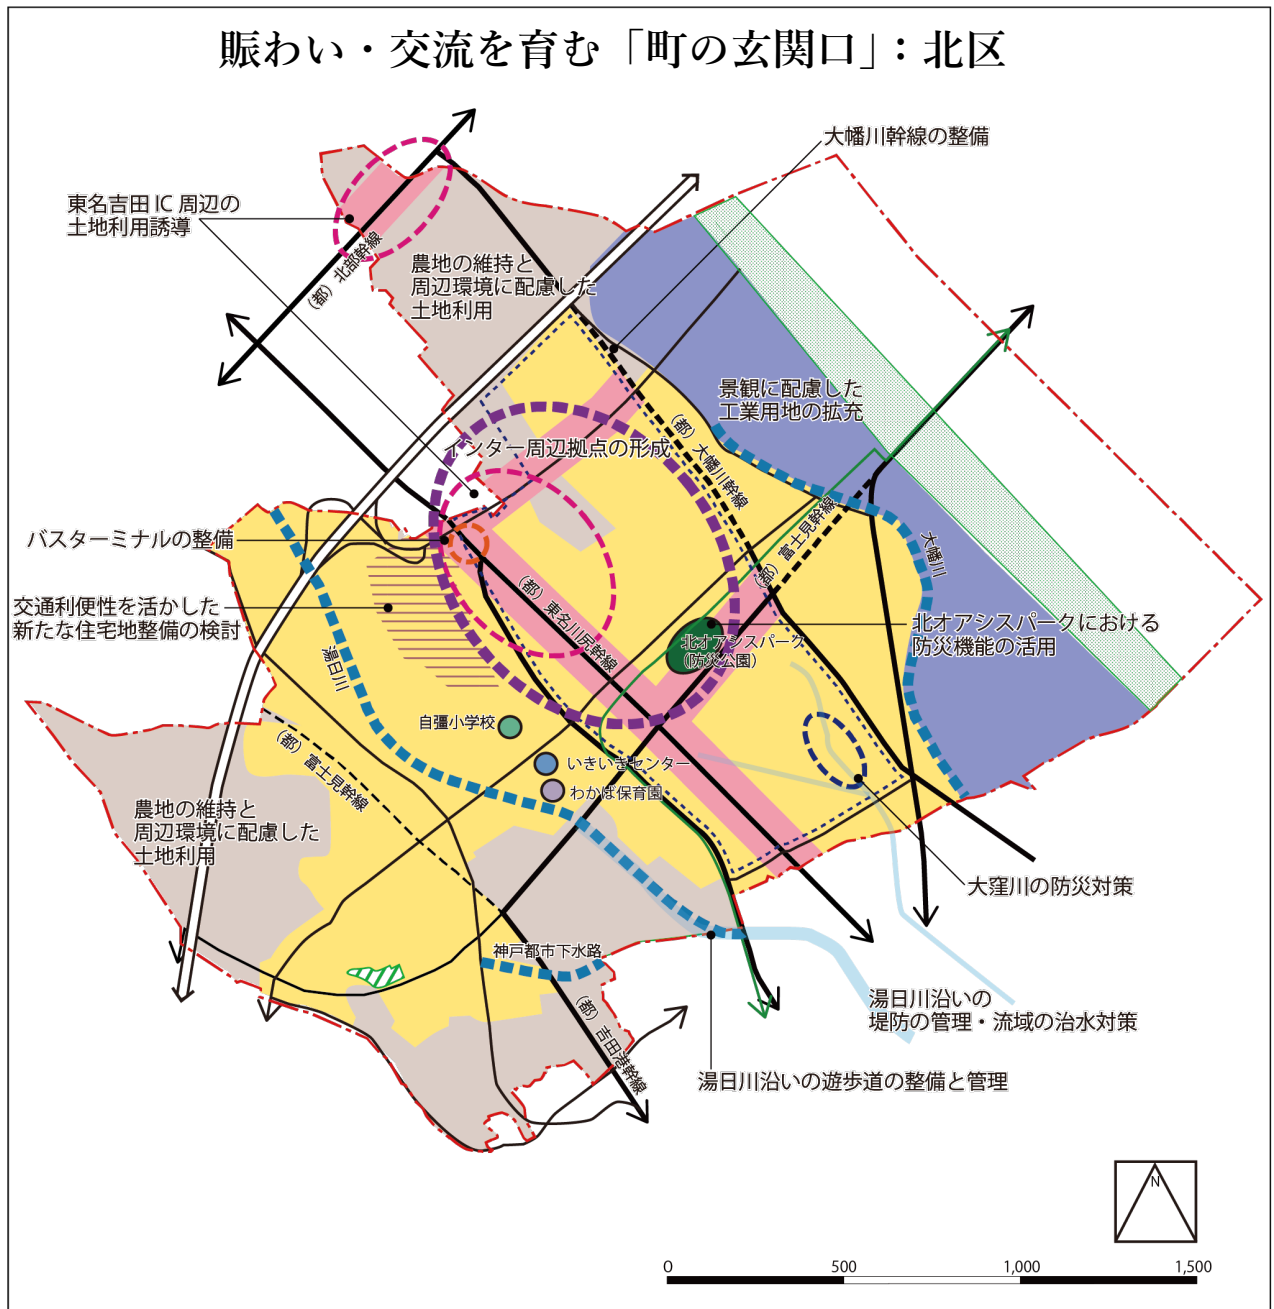 賑わい・交流を育む「町の玄関口」：北区
大幡川幹線の整備
東名吉田 IC 周辺の
土地利用誘導
（都）北部幹線
農地の維持と
周辺環境に配慮した
土地利用
景観に配慮した
工業用地の拡充
インター周辺拠点の形成
（都）大幡川幹線
（都）富士見幹線
大幡川
バスターミナルの整備
交通利便性を活かした
新たな住宅地整備の検討
（都）東名川尻幹線
北オアシスパーク
（防災公園）
北オアシスパークにおける
防災機能の活用
湯日川
自彊小学校
いきいきセンター
わかば保育園
（都）富士見幹線
農地の維持と
周辺環境に配慮した
土地利用
大窪川の防災対策
神戸都市下水路
（都）吉田港幹線
湯日川沿いの
堤防の管理・流域の治水対策
湯日川沿いの遊歩道の整備と管理
N
0 500 1,000 1,500